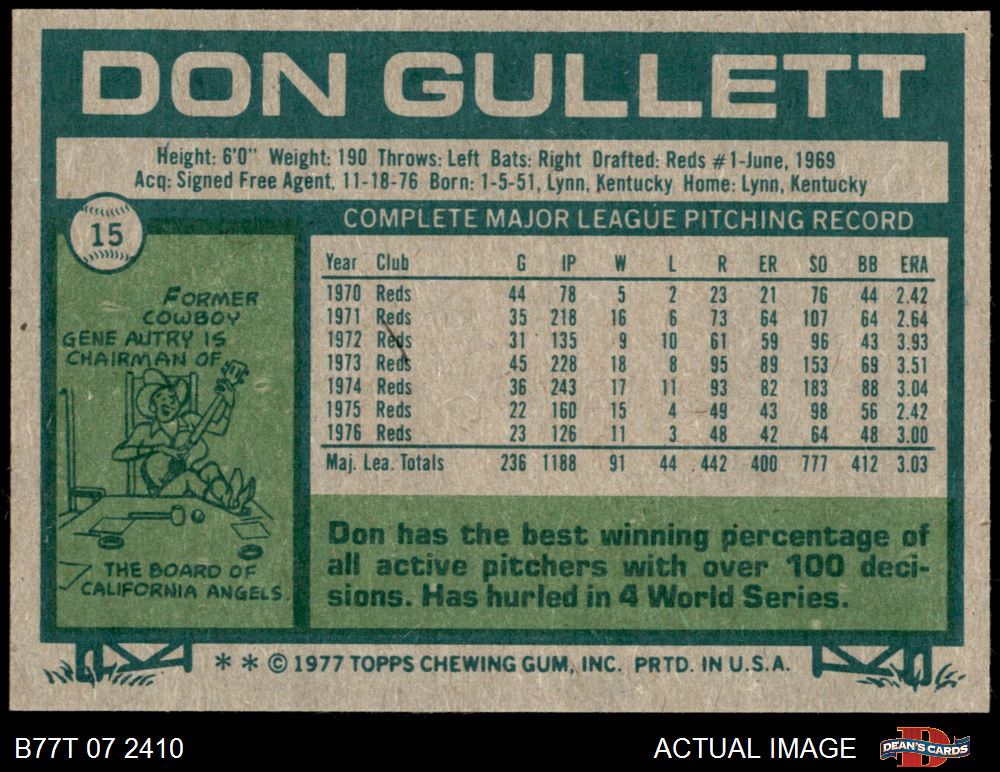 DON GULLETT
Height: 6'0" Weight: 190 Throws: Left Bats: Right Drafted: Reds #1-June, 1969
Acq: Signed Free Agent, 11-18-76 Born: 1-5-51, Lynn, Kentucky Home: Lynn, Kentucky
15
COMPLETE MAJOR LEAGUE PITCHING RECORD
Year Club G IP W L R ER SO BB ERA
1970 Reds 44 78 5 2 23 21 76 44 2.42
1971 Reds 35 218 16 6 73 64 107 64 2.64
1972 Reds 31 135 9 10 61 59 96 43 3.93
1973 Reds 45 228 18 8 95 89 153 69 3.51
1974 Reds 36 243 17 11 93 82 183 88 3.04
1975 Reds 22 160 15 4 49 43 98 56 2.42
1976 Reds 23 126 11 3 48 42 64 48 3.00
Maj. Lea. Totals 236 1188 91 44 442 400 777 412 3.03
FORMER
COWBOY
GENE AUTRY IS
CHAIRMAN OF
THE BOARD OF
CALIFORNIA ANGELS.
Don has the best winning percentage of
all active pitchers with over 100 deci-
sions. Has hurled in 4 World Series.
* * © 1977 TOPPS CHEWING GUM, INC. PRTD. IN U.S.A.
B77T 07 2410
ACTUAL IMAGE
D
DEAN'S CARDS